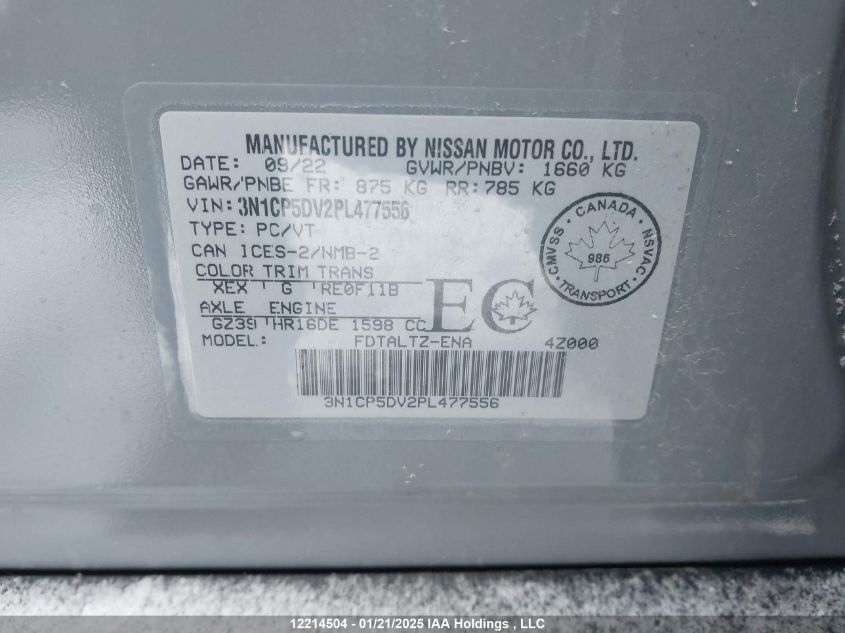 MANUFACTURED BY NISSAN MOTOR CO., LTD.
DATE: 09/22 GVWR/PNBV: 1660 KG
GAWR/PNBE FR: 875 KG RR:785 KG
VIN: 3N1CP5DV2PL477556
TYPE: PC/VT
CAN ICES-2/NMB-2
COLOR TRIM TRANS
XEX G RE0F11B
AXLE ENGINE
GZ39 HR16DE 1598 CC
MODEL: FDTALTZ-ENA 4Z000
3N1CP5DV2PL477556
EC
CANADA
CMVSS NSVAC
986
TRANSPORT
12214504 - 01/21/2025 IAA Holdings , LLC